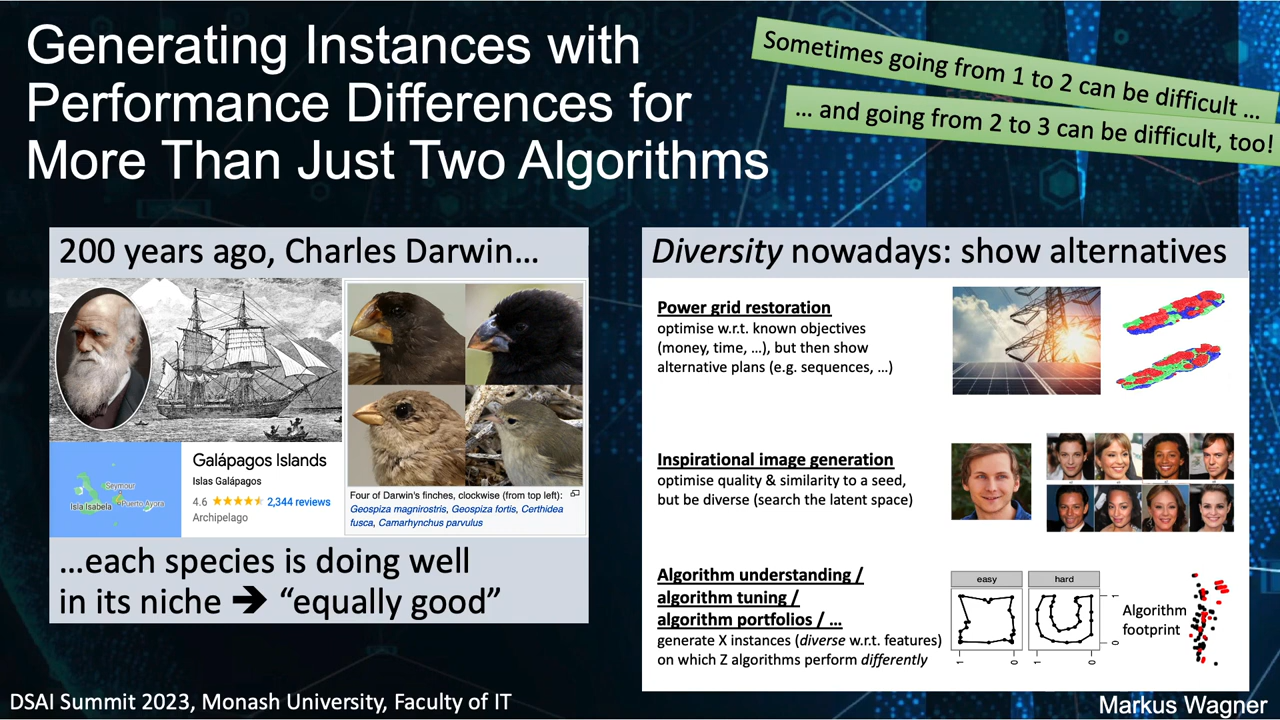 Generating Instances with
Performance Differences for
More Than Just Two Algorithms
Sometimes going from 1 to 2 can be difficult ...
... and going from 2 to 3 can be difficult, too!
200 years ago, Charles Darwin...
Galápagos Islands
Islas Galápagos
4.6 ★★★★★ 2,344 reviews
Archipelago
Seymour
Isla Isabela
Puerto Ayora
Four of Darwin's finches, clockwise (from top left):
Geospiza magnirostris, Geospiza fortis, Certhidea
fusca, Camarhynchus parvulus
...each species is doing well
in its niche ➔ “equally good”
Diversity nowadays: show alternatives
Power grid restoration
optimise w.r.t. known objectives
(money, time, ...), but then show
alternative plans (e.g. sequences, ...)
Inspirational image generation
optimise quality & similarity to a seed,
but be diverse (search the latent space)
Algorithm understanding /
algorithm tuning /
algorithm portfolios / ...
generate X instances (diverse w.r.t. features)
on which Z algorithms perform differently
easy
hard
1
0
1
0
1
0
Algorithm
footprint
DSAI Summit 2023, Monash University, Faculty of IT
Markus Wagner